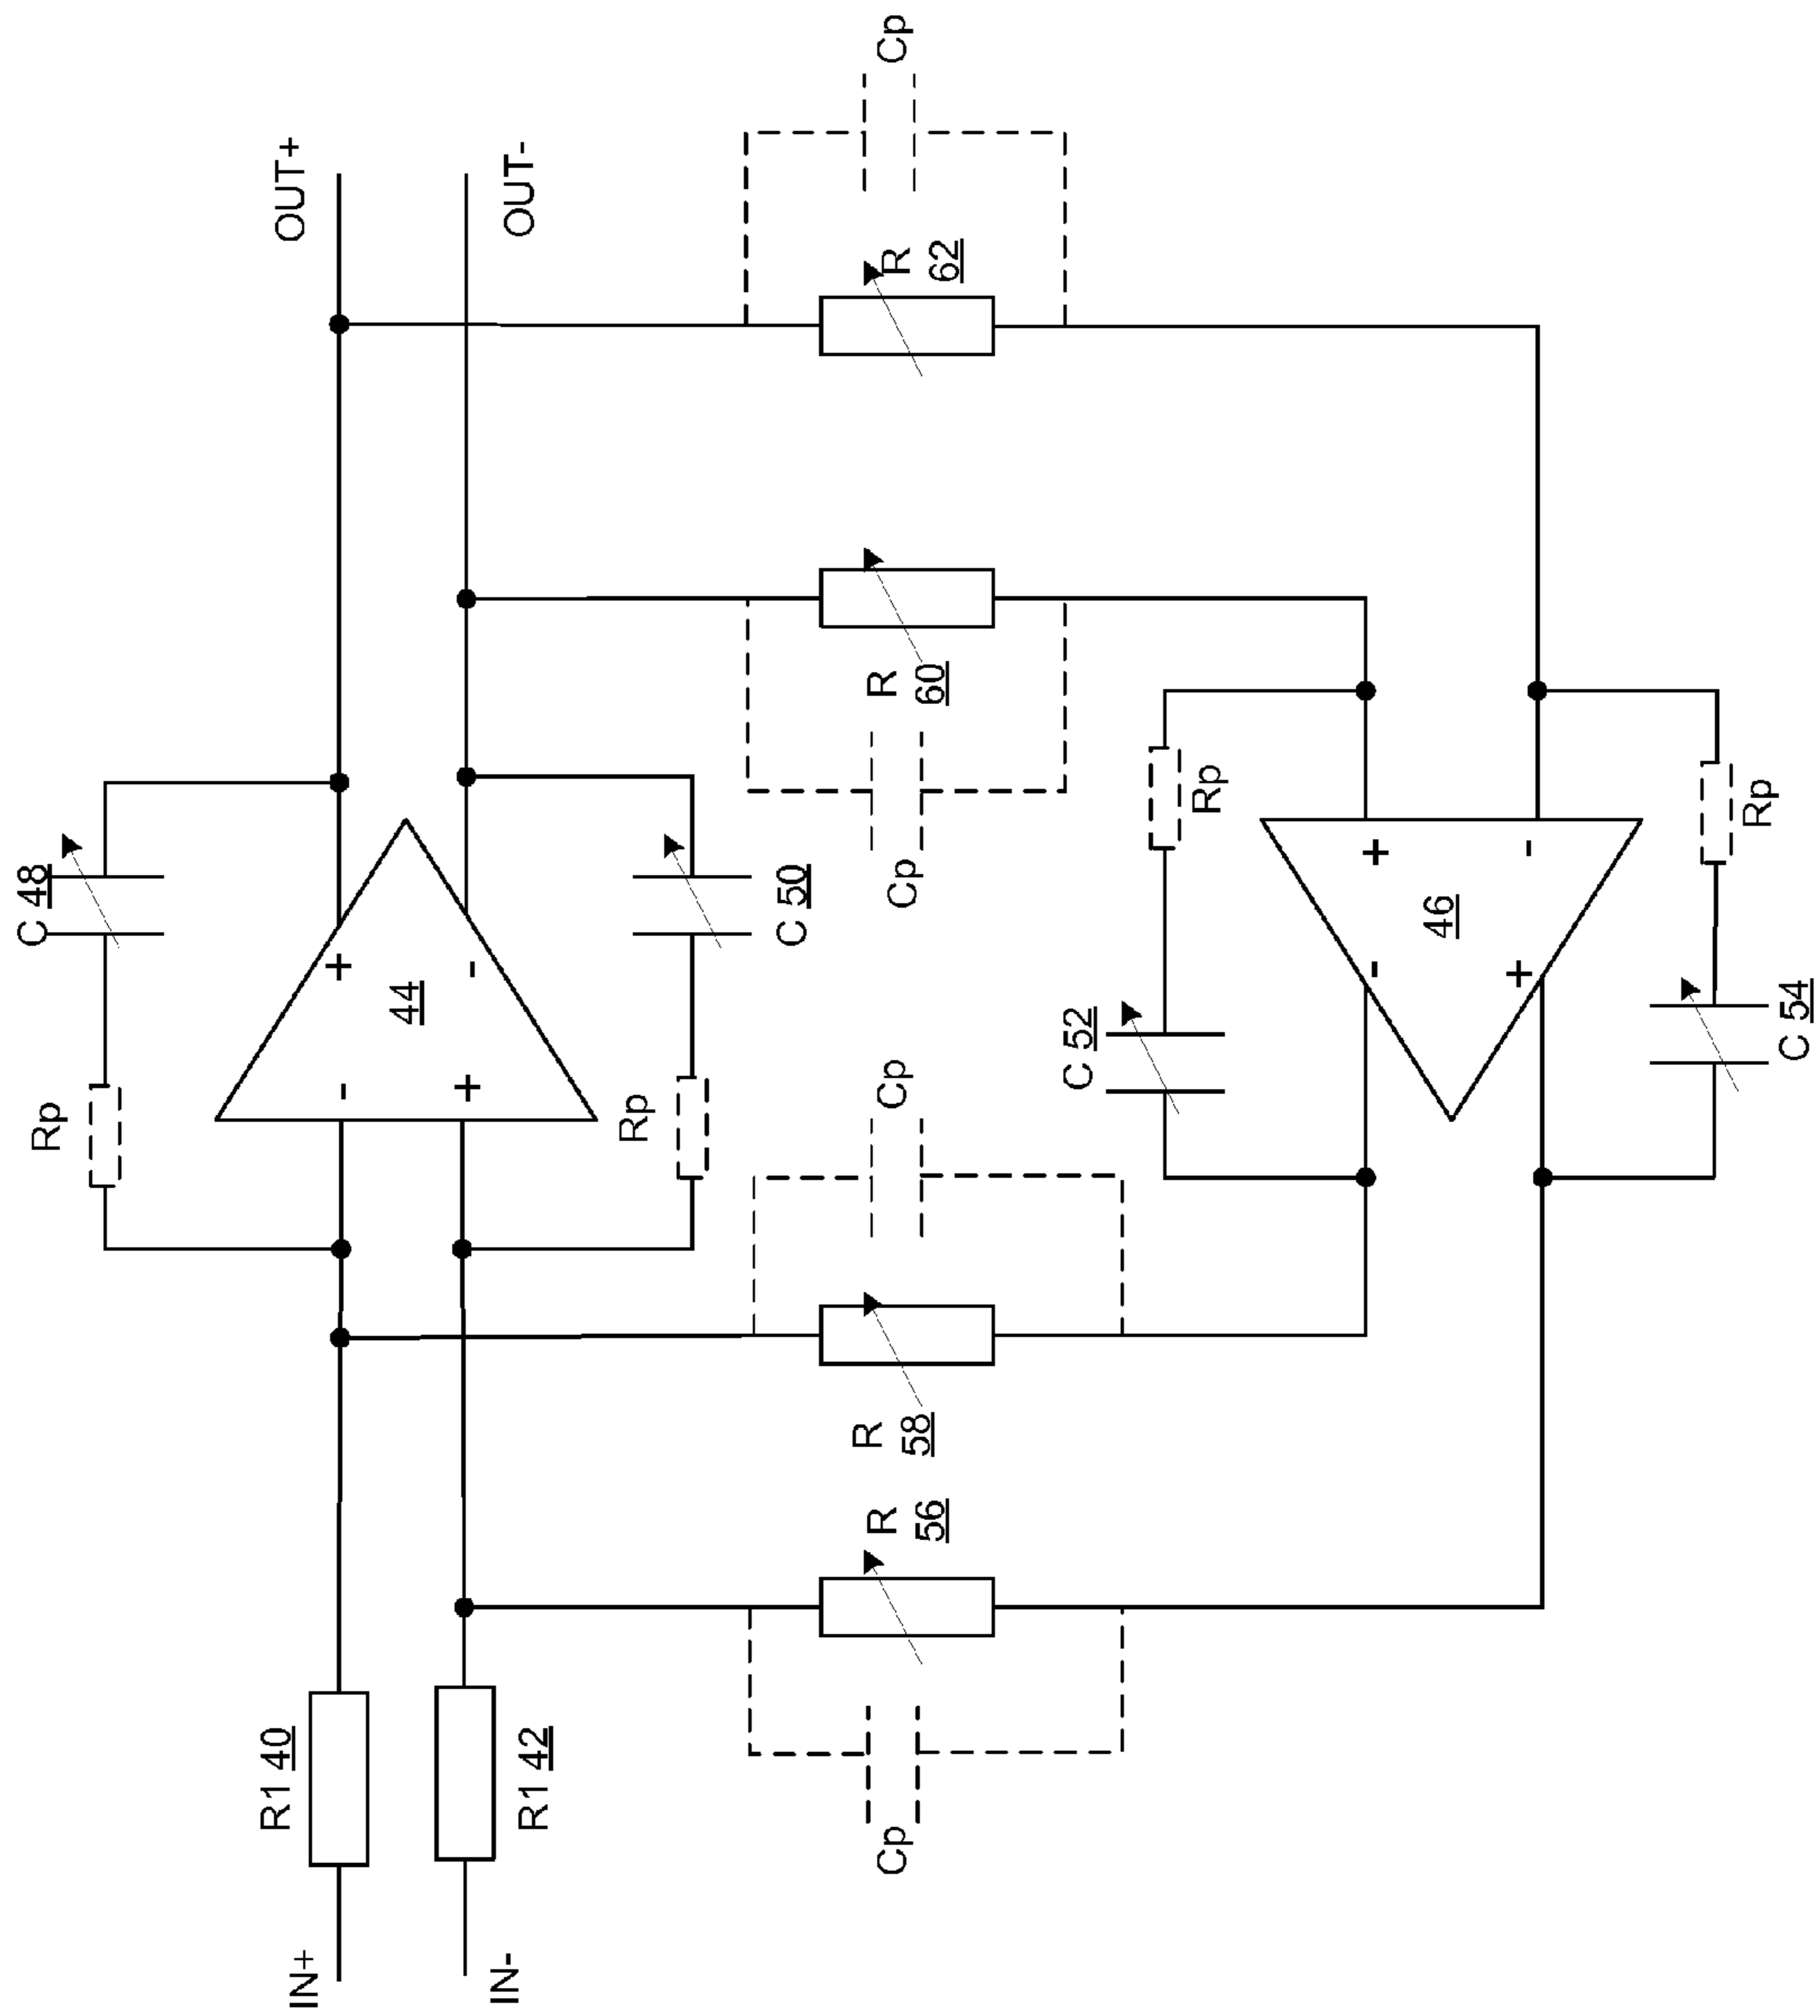 Rp
C 48
IN+
R1 40
OUT+
-
+
44
+
-
IN-
R1 42
OUT-
Rp
C 50
Cp
R
56
R
58
Cp
Cp
R
60
R
62
Cp
C 52
Rp
-
+
46
+
-
C 54
Rp